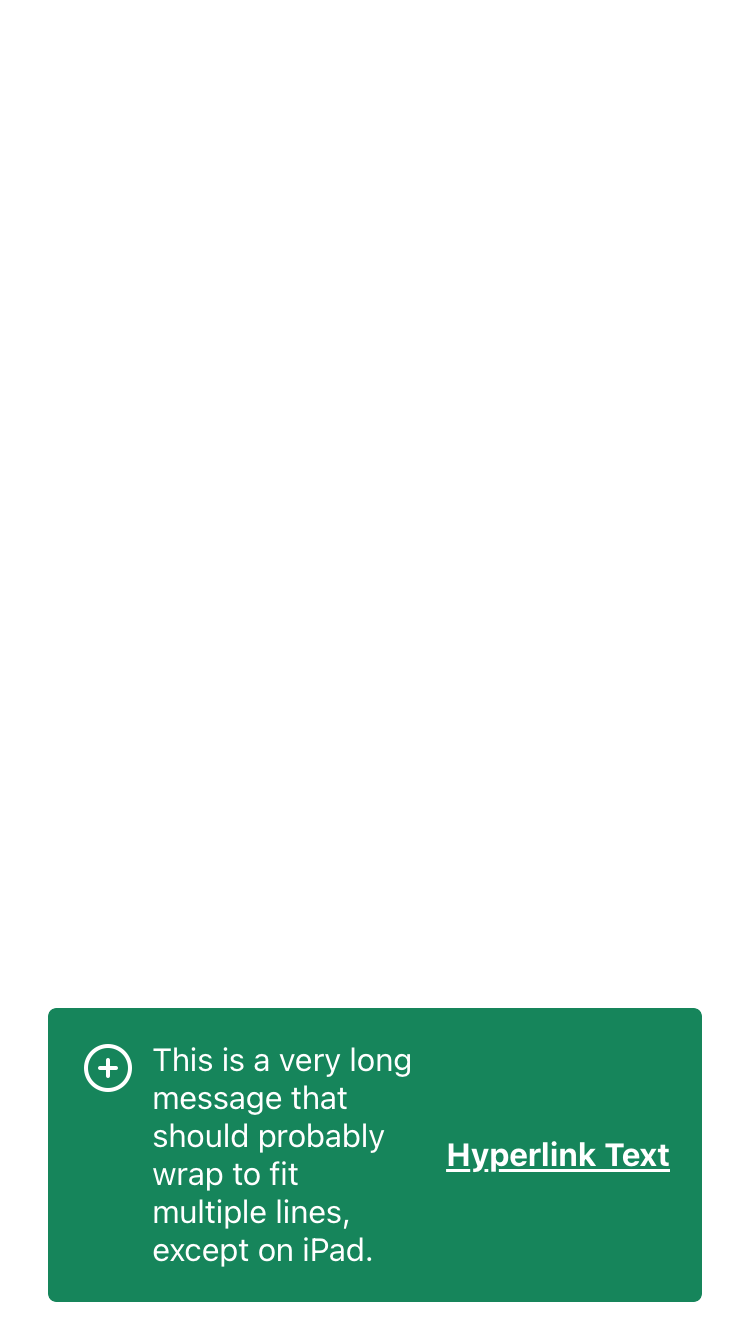 This is a very long
message that
should probably
wrap to fit
multiple lines,
except on iPad.
Hyperlink Text